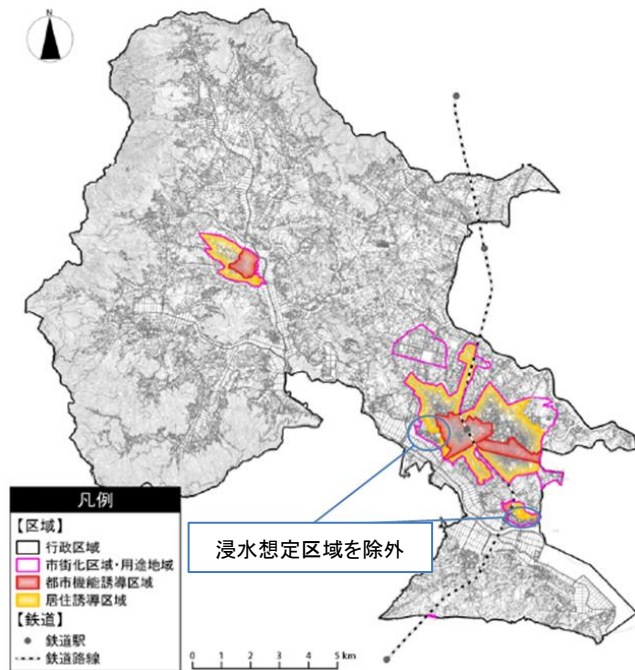 N
浸水想定区域を除外
凡例
【区域】
行政区域
市街化区域・用途地域
都市機能誘導区域
居住誘導区域
【鉄道】
鉄道駅
鉄道路線
0 1 2 3 4 5 km